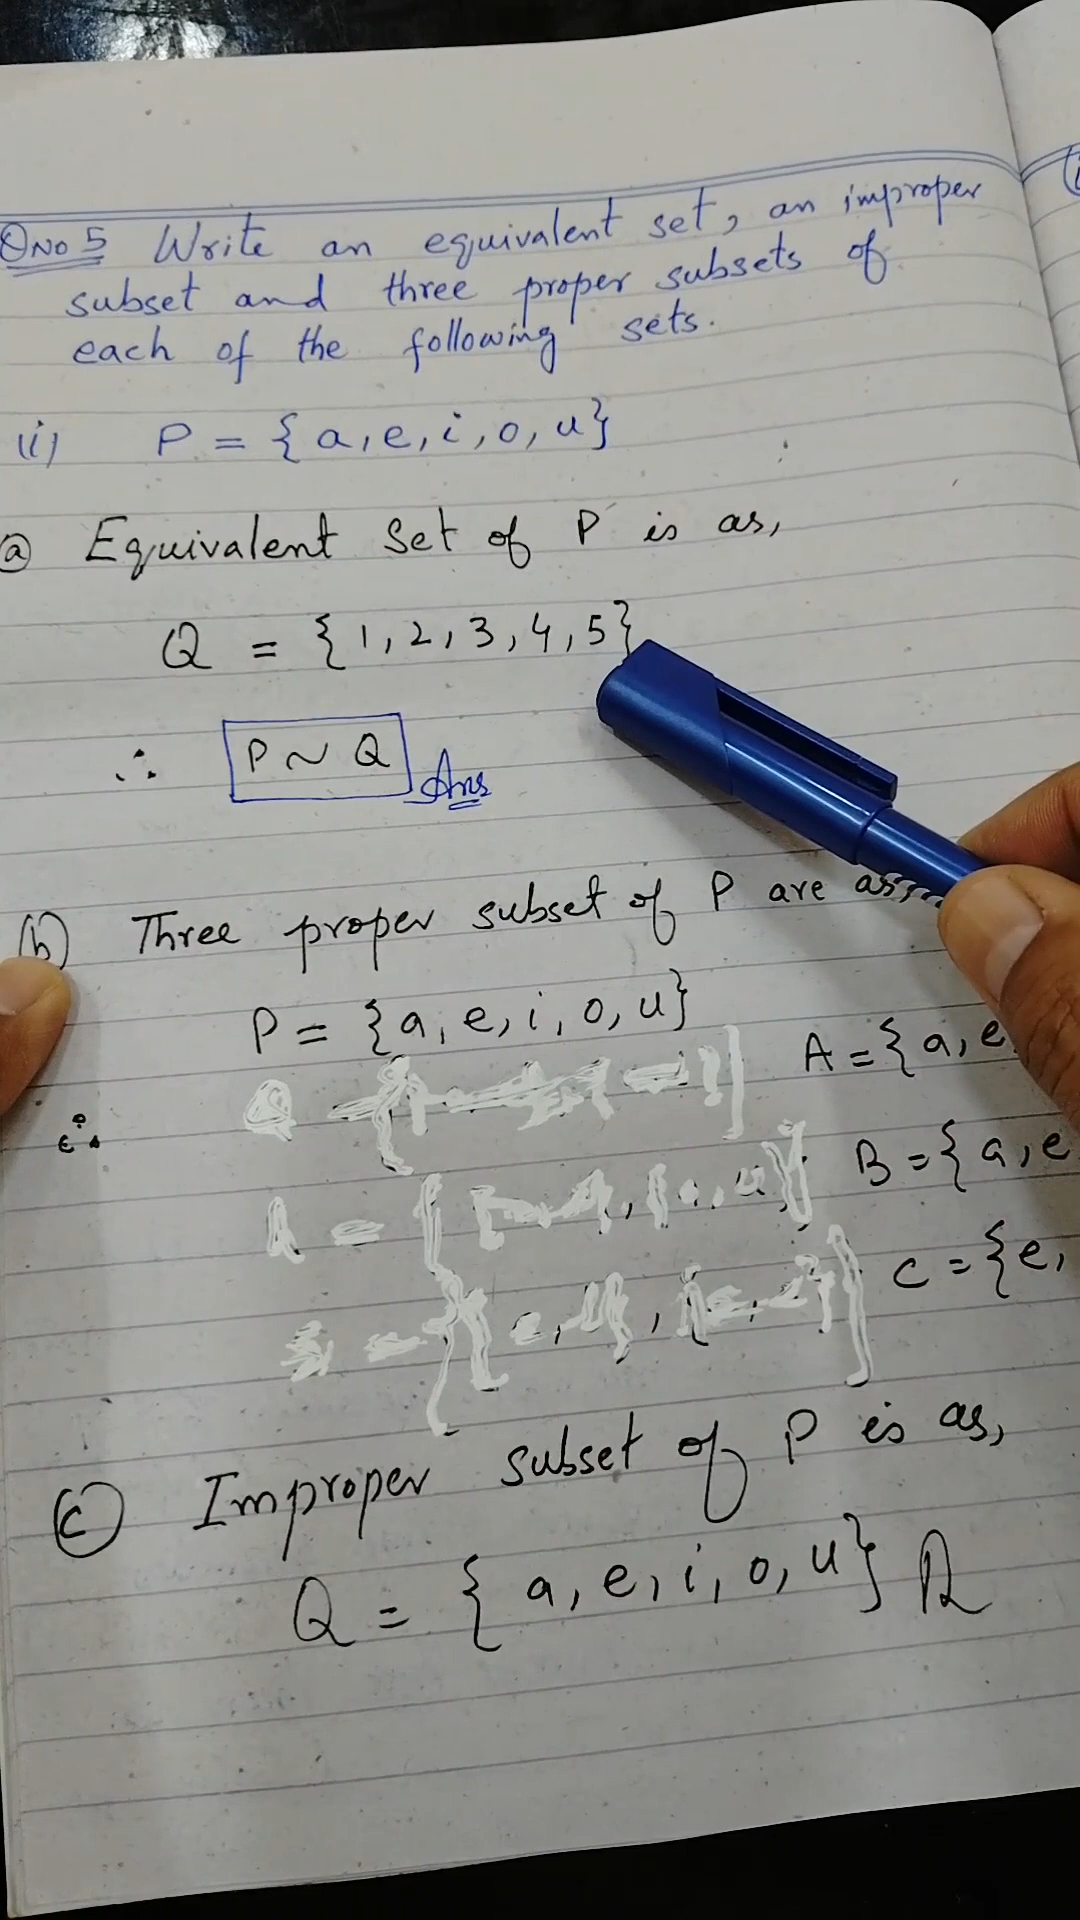 QNO 5 Write an equivalent set, an improper
subset and three proper subsets of
each of the following sets.
(i) P = {a, e, i, o, u}
(a) Equivalent Set of P is as,
Q = {1, 2, 3, 4, 5}
∴ P ~ Q Ans
(b) Three proper subset of P are as,
P = {a, e, i, o, u}
A = {a, e
B = {a, e
C = {e,
(c) Improper subset of P is as,
Q = {a, e, i, o, u}